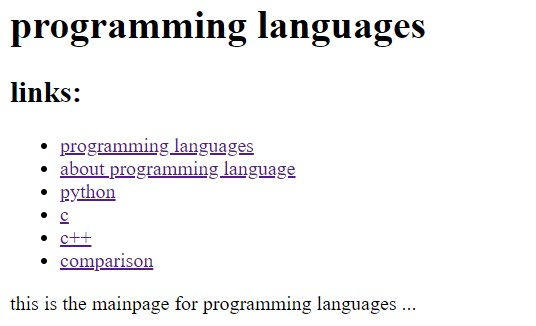 programming languages
links:
programming languages
about programming language
python
c
c++
comparison
this is the mainpage for programming languages ...